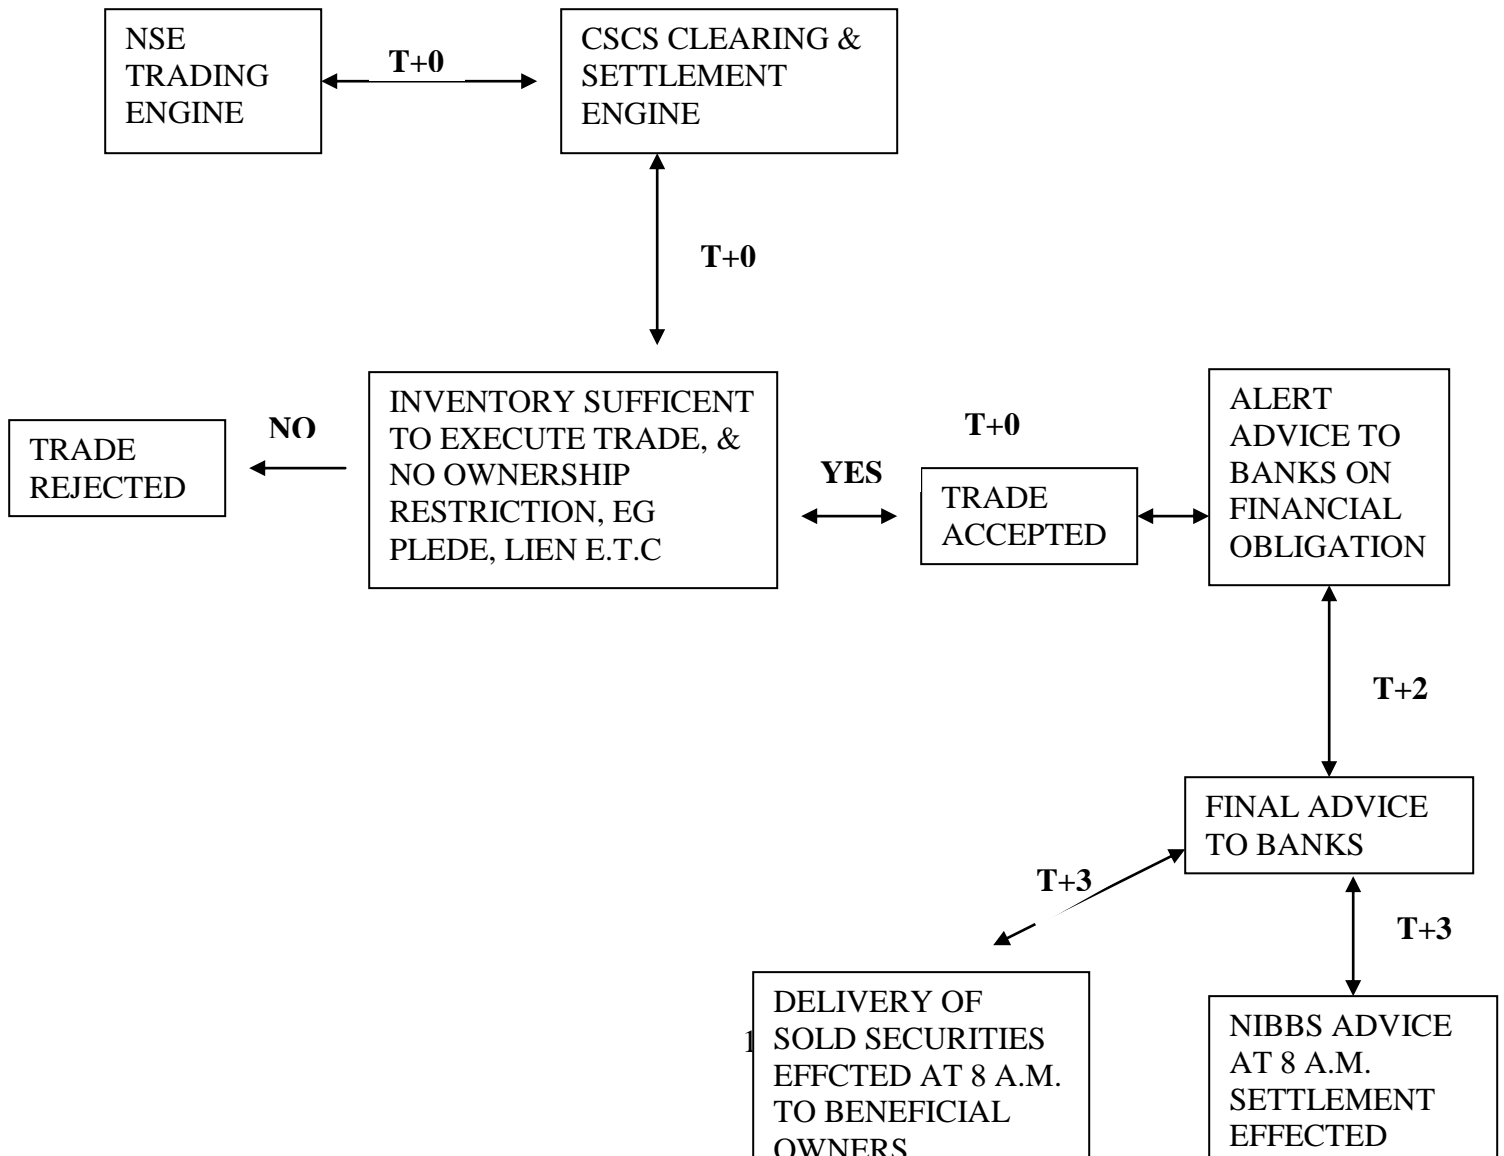 NSE
TRADING
ENGINE
T+0
CSCS CLEARING &
SETTLEMENT
ENGINE
T+0
TRADE
REJECTED
NO
INVENTORY SUFFICENT
TO EXECUTE TRADE, &
NO OWNERSHIP
RESTRICTION, EG
PLEDE, LIEN E.T.C
YES
T+0
TRADE
ACCEPTED
ALERT
ADVICE TO
BANKS ON
FINANCIAL
OBLIGATION
T+2
FINAL ADVICE
TO BANKS
T+3
T+3
DELIVERY OF
SOLD SECURITIES
EFFCTED AT 8 A.M.
TO BENEFICIAL
OWNERS
1
NIBBS ADVICE
AT 8 A.M.
SETTLEMENT
EFFECTED